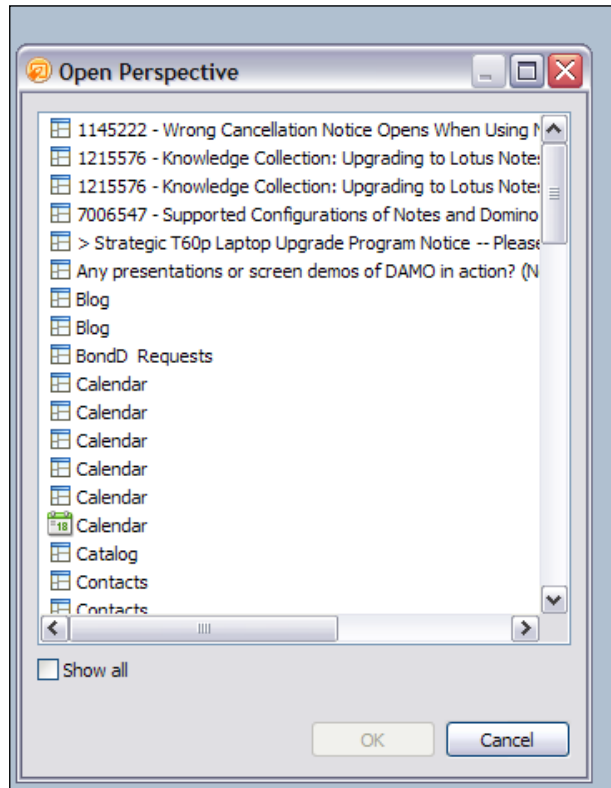 Open Perspective
1145222 - Wrong Cancellation Notice Opens When Using
1215576 - Knowledge Collection: Upgrading to Lotus Notes
1215576 - Knowledge Collection: Upgrading to Lotus Notes
7006547 - Supported Configurations of Notes and Domino
> Strategic T60p Laptop Upgrade Program Notice -- Please
Any presentations or screen demos of DAMO in action? (N
Blog
Blog
BondD Requests
Calendar
Calendar
Calendar
Calendar
Calendar
18 Calendar
Catalog
Contacts
Contacts
Show all
OK Cancel